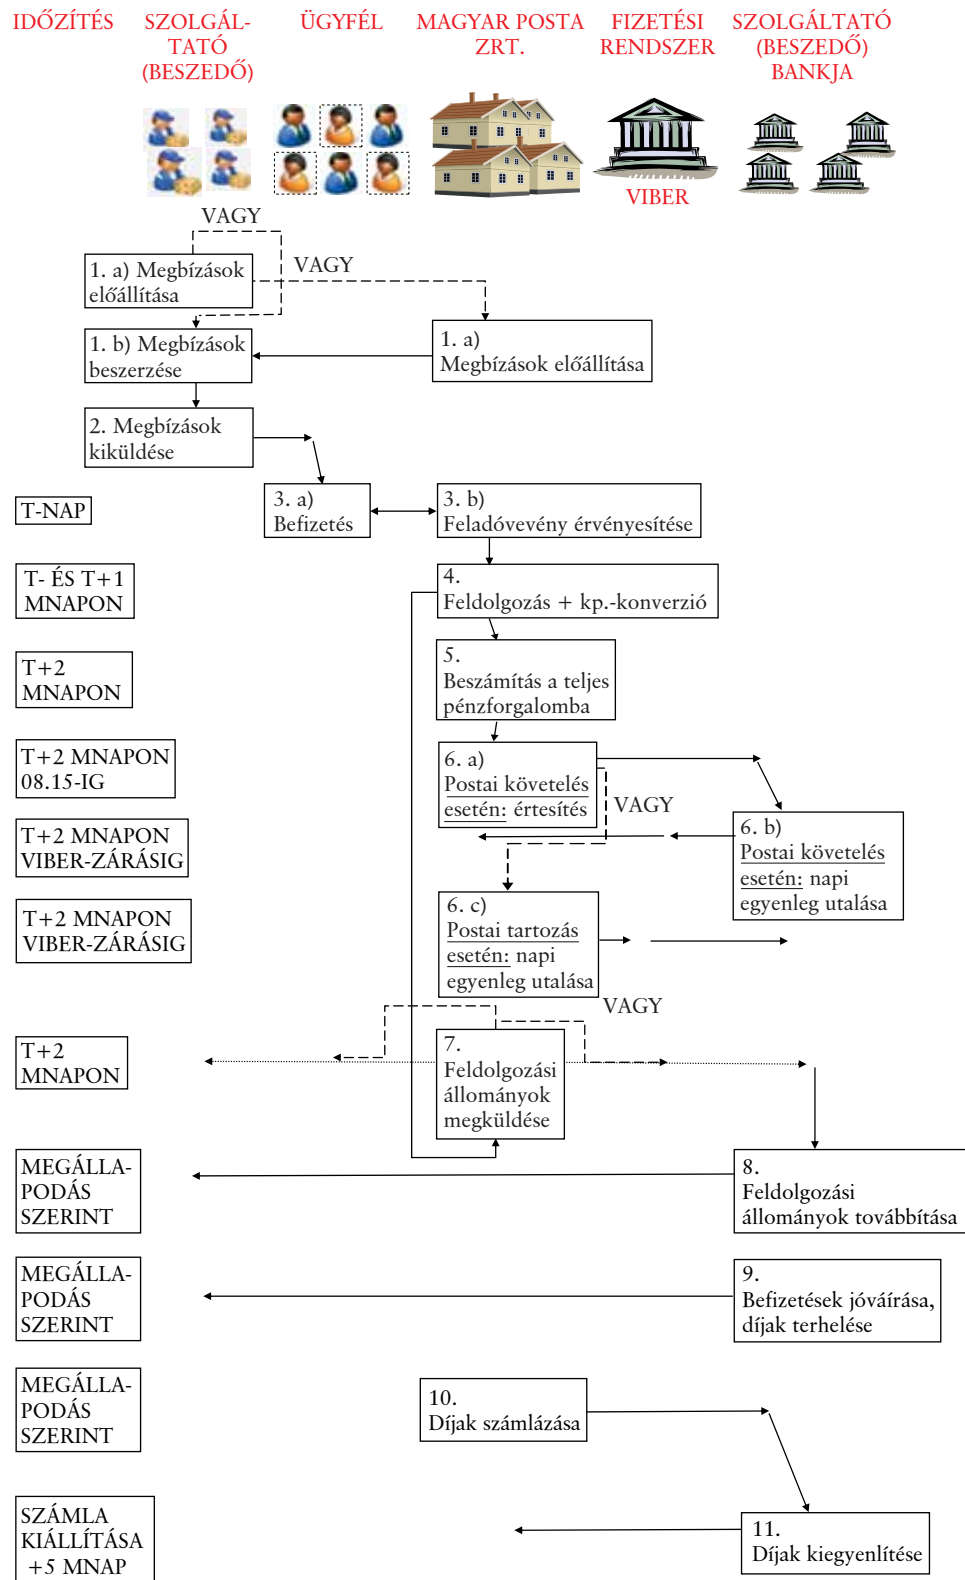 IDŐZÍTÉS
SZOLGÁL-
TATÓ
(BESZEDŐ)
ÜGYFÉL
MAGYAR POSTA
ZRT.
FIZETÉSI
RENDSZER
SZOLGÁLTATÓ
(BESZEDŐ)
BANKJA
VIBER
VAGY
1. a) Megbízások
előállítása
VAGY
1. b) Megbízások
beszerzése
1. a)
Megbízások előállítása
2. Megbízások
kiküldése
T-NAP
3. a)
Befizetés
3. b)
Feladóvevény érvényesítése
T- ÉS T+1
MNAPON
4.
Feldolgozás + kp.-konverzió
T+2
MNAPON
5.
Beszámítás a teljes
pénzforgalomba
T+2 MNAPON
08.15-IG
6. a)
Postai követelés
esetén: értesítés
VAGY
T+2 MNAPON
VIBER-ZÁRÁSIG
6. b)
Postai követelés
esetén: napi
egyenleg utalása
T+2 MNAPON
VIBER-ZÁRÁSIG
6. c)
Postai tartozás
esetén: napi
egyenleg utalása
VAGY
T+2
MNAPON
7.
Feldolgozási
állományok
megküldése
MEGÁLLA-
PODÁS
SZERINT
8.
Feldolgozási
állományok továbbítása
MEGÁLLA-
PODÁS
SZERINT
9.
Befizetések jóváírása,
díjak terhelése
MEGÁLLA-
PODÁS
SZERINT
10.
Díjak számlázása
SZÁMLA
KIÁLLÍTÁSA
+5 MNAP
11.
Díjak kiegyenlítése